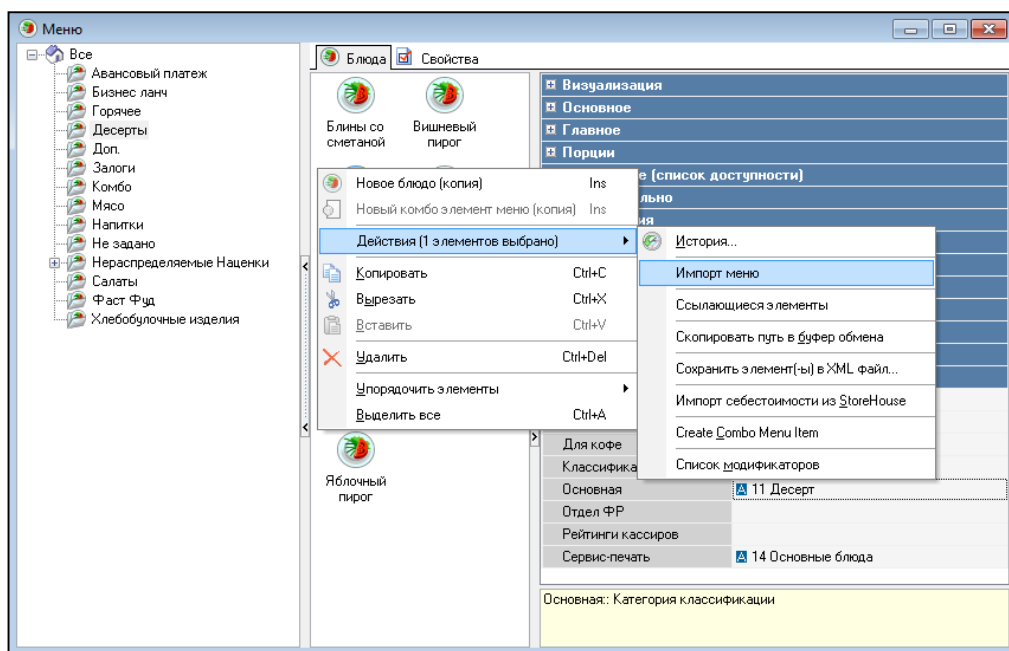 Меню
Все
Авансовый платеж
Бизнес ланч
Горячее
Десерты
Доп.
Залоги
Комбо
Мясо
Напитки
Не задано
Нераспределяемые Наценки
Салаты
Фаст Фуд
Хлебобулочные изделия
Блюда
Свойства
Блины со
сметаной
Вишневый
пирог
Яблочный
пирог
Визуализация
Основное
Главное
Порции
е (список доступности)
льно
ия
Новое блюдо (копия) Ins
Новый комбо элемент меню (копия) Ins
Действия (1 элементов выбрано)
Копировать Ctrl+C
Вырезать Ctrl+X
Вставить Ctrl+V
Удалить Ctrl+Del
Упорядочить элементы
Выделить все Ctrl+A
История...
Импорт меню
Ссылающиеся элементы
Скопировать путь в буфер обмена
Сохранить элемент(-ы) в XML файл...
Импорт себестоимости из StoreHouse
Create Combo Menu Item
Список модификаторов
Для кофе
Классифика
Основная 11 Десерт
Отдел ФР
Рейтинги кассиров
Сервис-печать 14 Основные блюда
Основная:: Категория классификации